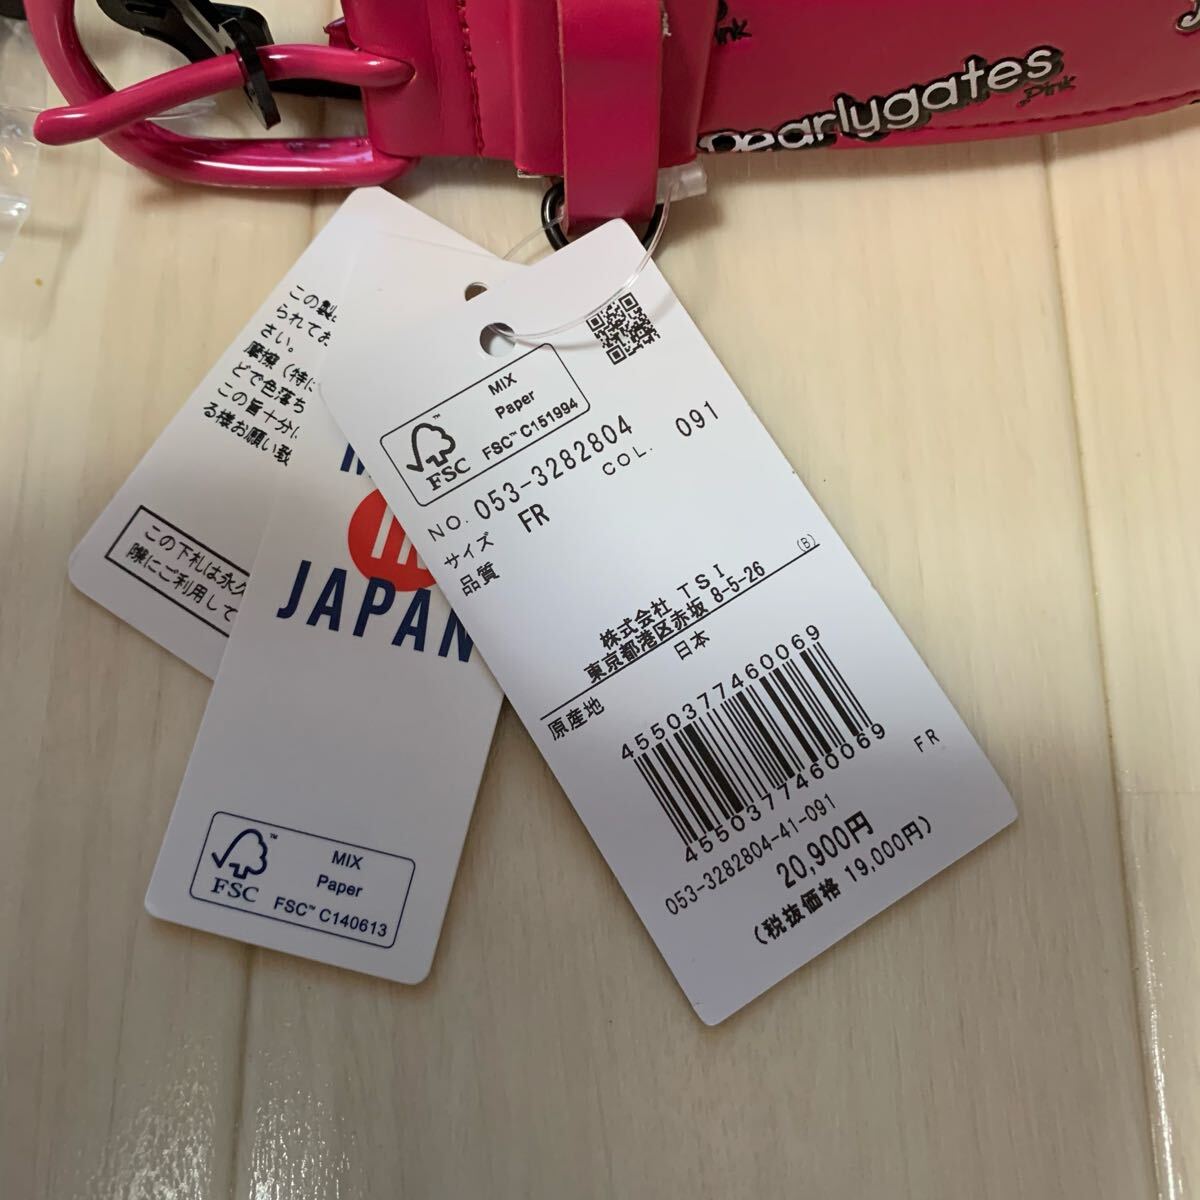 Pink
Pearlygates
Pink
この製
られてお
さい。
摩擦（特に
どで色落ち
この旨十分に
る様お願い致
この下札は永久
際にご利用して
JAPAN
MIX
Paper
FSC™ C140613
FSC
MIX
Paper
FSC™ C151994
FSC
NO. 053-3282804
COL. 091
サイズ FR
品質
(B)
株式会社 TSI
東京都港区赤坂 8-5-26
原産地 日本
4550377460069
4550377460069
FR
053-3282804-41-091
20,900円
(税抜価格 19,000円)